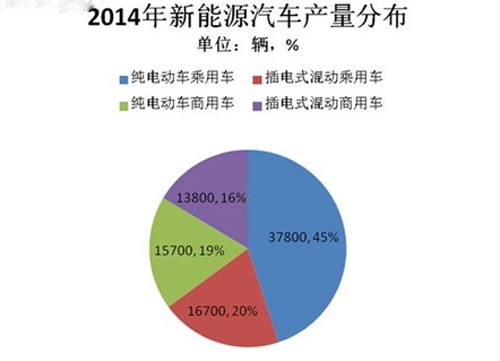 2014年新能源汽车产量分布
单位：辆，%
纯电动车乘用车 插电式混动乘用车
纯电动车商用车 插电式混动商用车
13800, 16%
37800, 45%
15700, 19%
16700, 20%